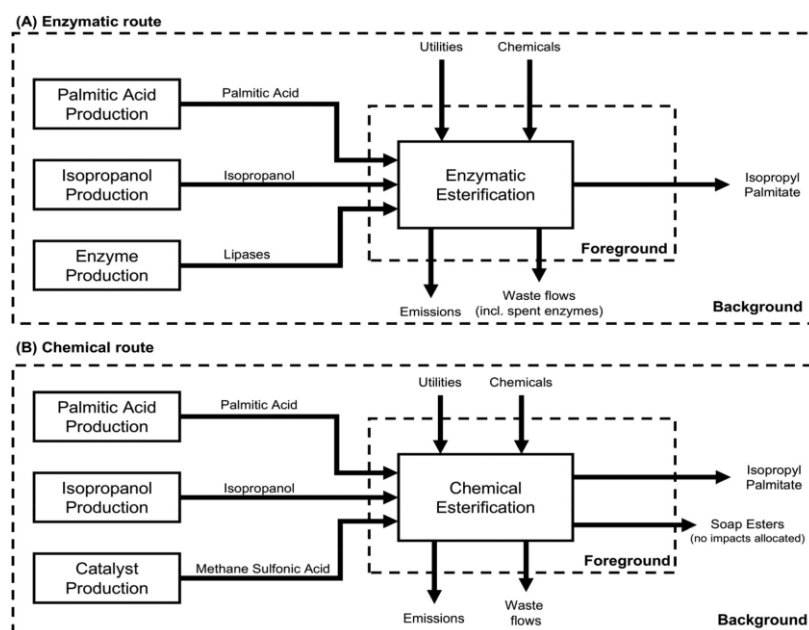 (A) Enzymatic route
Utilities
Chemicals
Palmitic Acid
Production
Palmitic Acid
Isopropanol
Production
Isopropanol
Enzymatic
Esterification
Isopropyl
Palmitate
Enzyme
Production
Lipases
Foreground
Emissions
Waste flows
(incl. spent enzymes)
Background
(B) Chemical route
Utilities
Chemicals
Palmitic Acid
Production
Palmitic Acid
Isopropanol
Production
Isopropanol
Chemical
Esterification
Isopropyl
Palmitate
Soap Esters
(no impacts allocated)
Catalyst
Production
Methane Sulfonic Acid
Foreground
Emissions
Waste
flows
Background